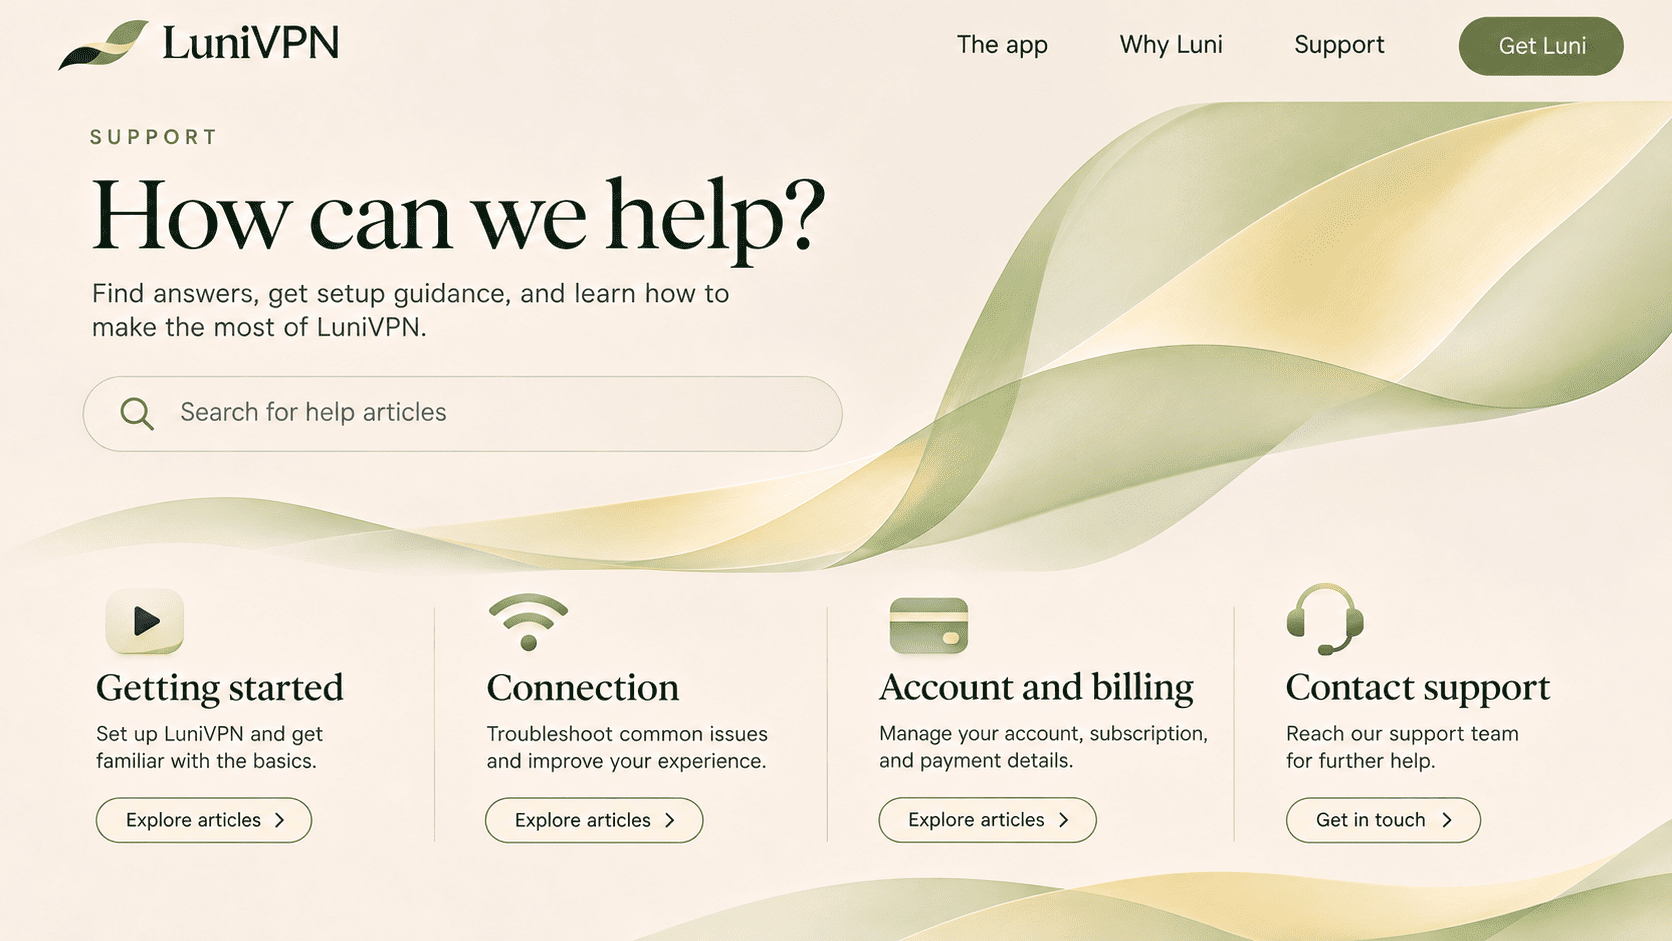 LuniVPN
The app
Why Luni
Support
Get Luni
SUPPORT
How can we help?
Find answers, get setup guidance, and learn how to
make the most of LuniVPN.
Search for help articles
Getting started
Set up LuniVPN and get
familiar with the basics.
Explore articles
Connection
Troubleshoot common issues
and improve your experience.
Explore articles
Account and billing
Manage your account, subscription,
and payment details.
Explore articles
Contact support
Reach our support team
for further help.
Get in touch